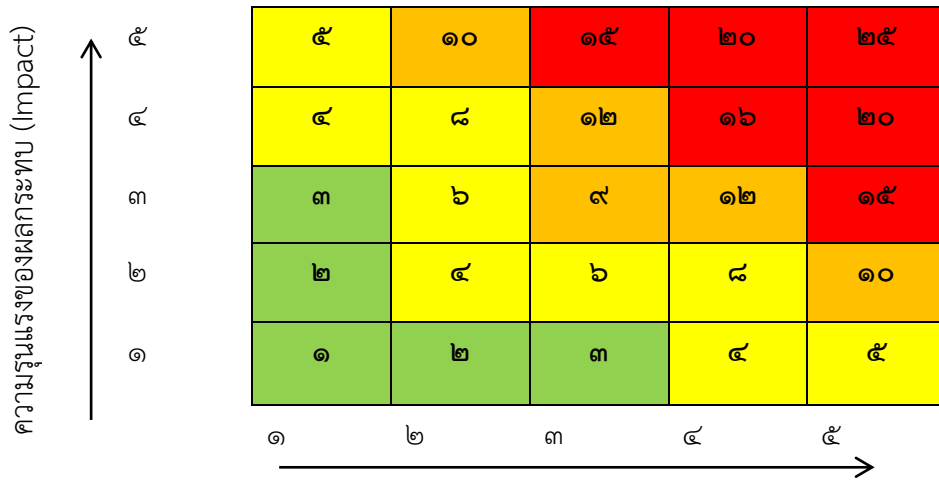 ความรุนแรงของผลกระทบ (Impact)
๕ ๕ ๑๐ ๑๕ ๒๐ ๒๕
๔ ๔ ๘ ๑๒ ๑๖ ๒๐
๓ ๓ ๖ ๙ ๑๒ ๑๕
๒ ๒ ๔ ๖ ๘ ๑๐
๑ ๑ ๒ ๓ ๔ ๕
๑ ๒ ๓ ๔ ๕